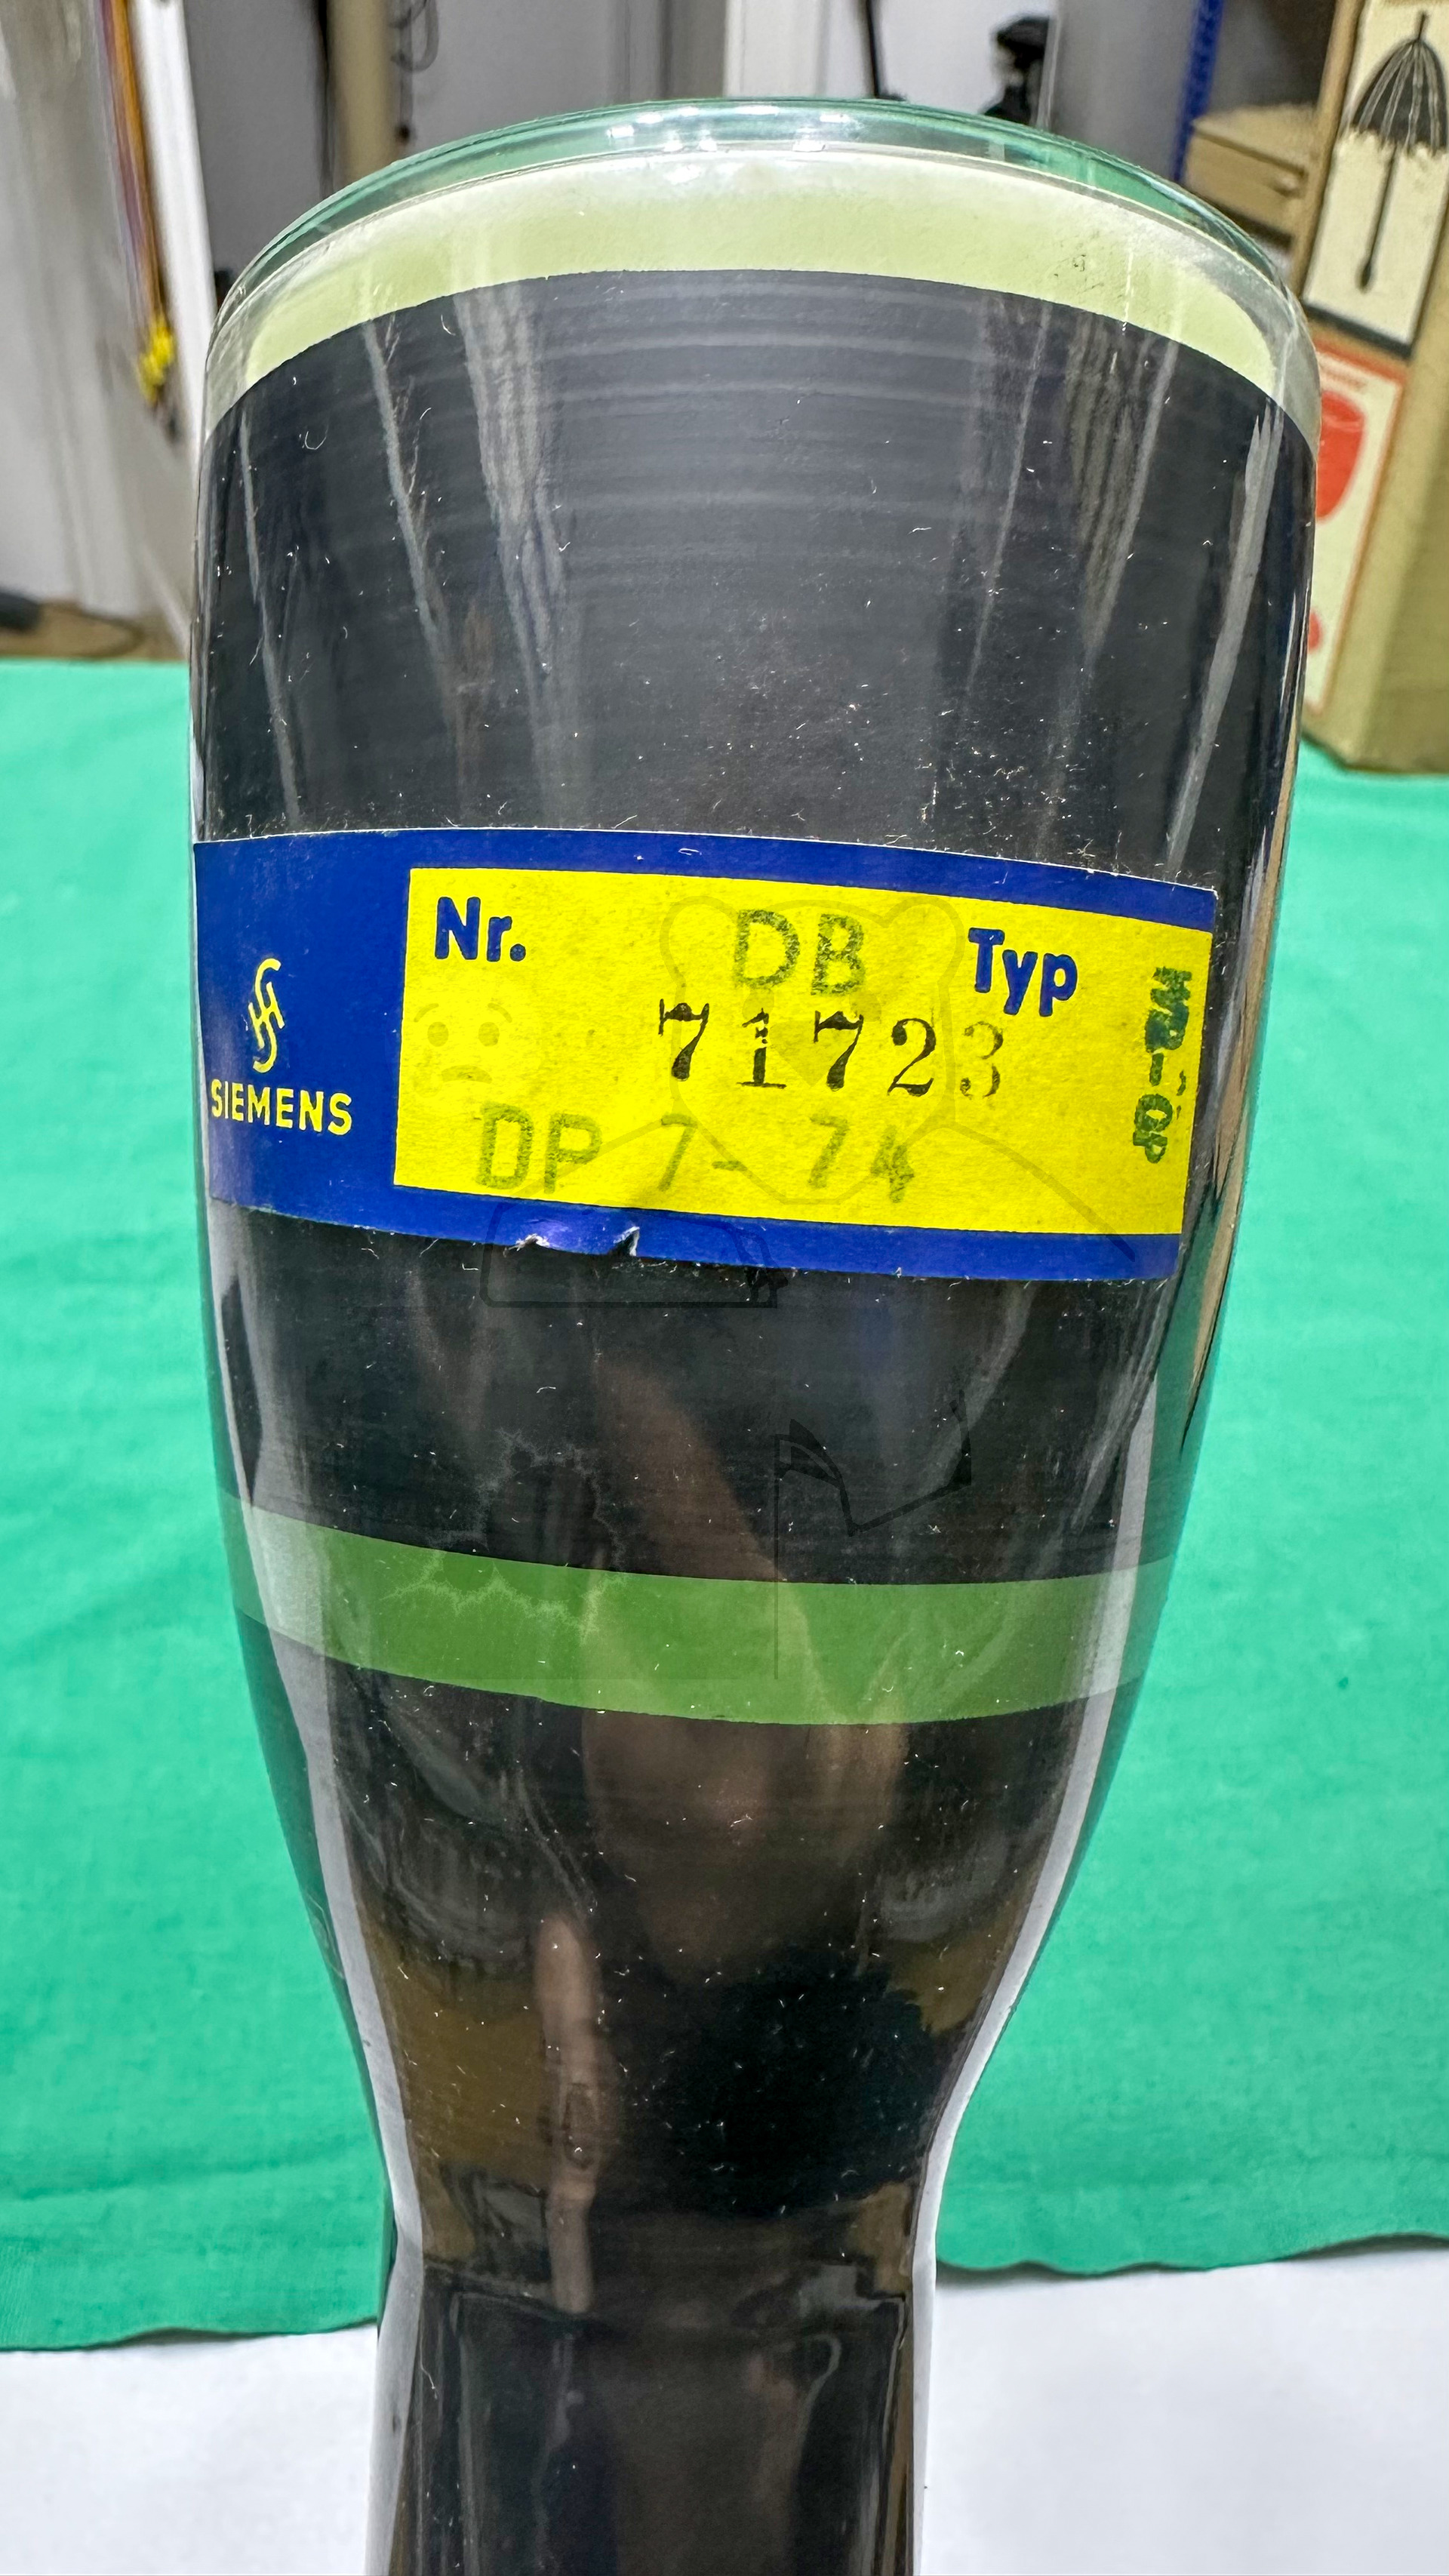 SIEMENS
Nr. DB Typ
71723
DP 7- 74